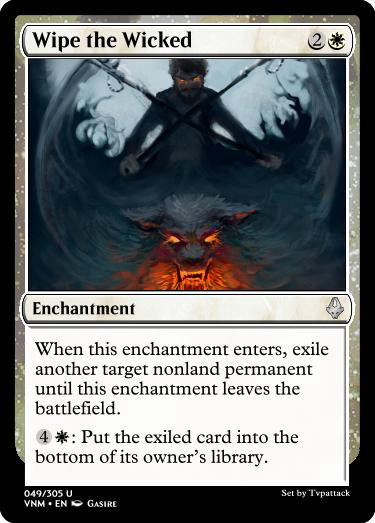 Wipe the Wicked 2
Enchantment
When this enchantment enters, exile
another target nonland permanent
until this enchantment leaves the
battlefield.
4 : Put the exiled card into the
bottom of its owner's library.
049/305 U
VNM • EN Gasire
Set by Tvpattack